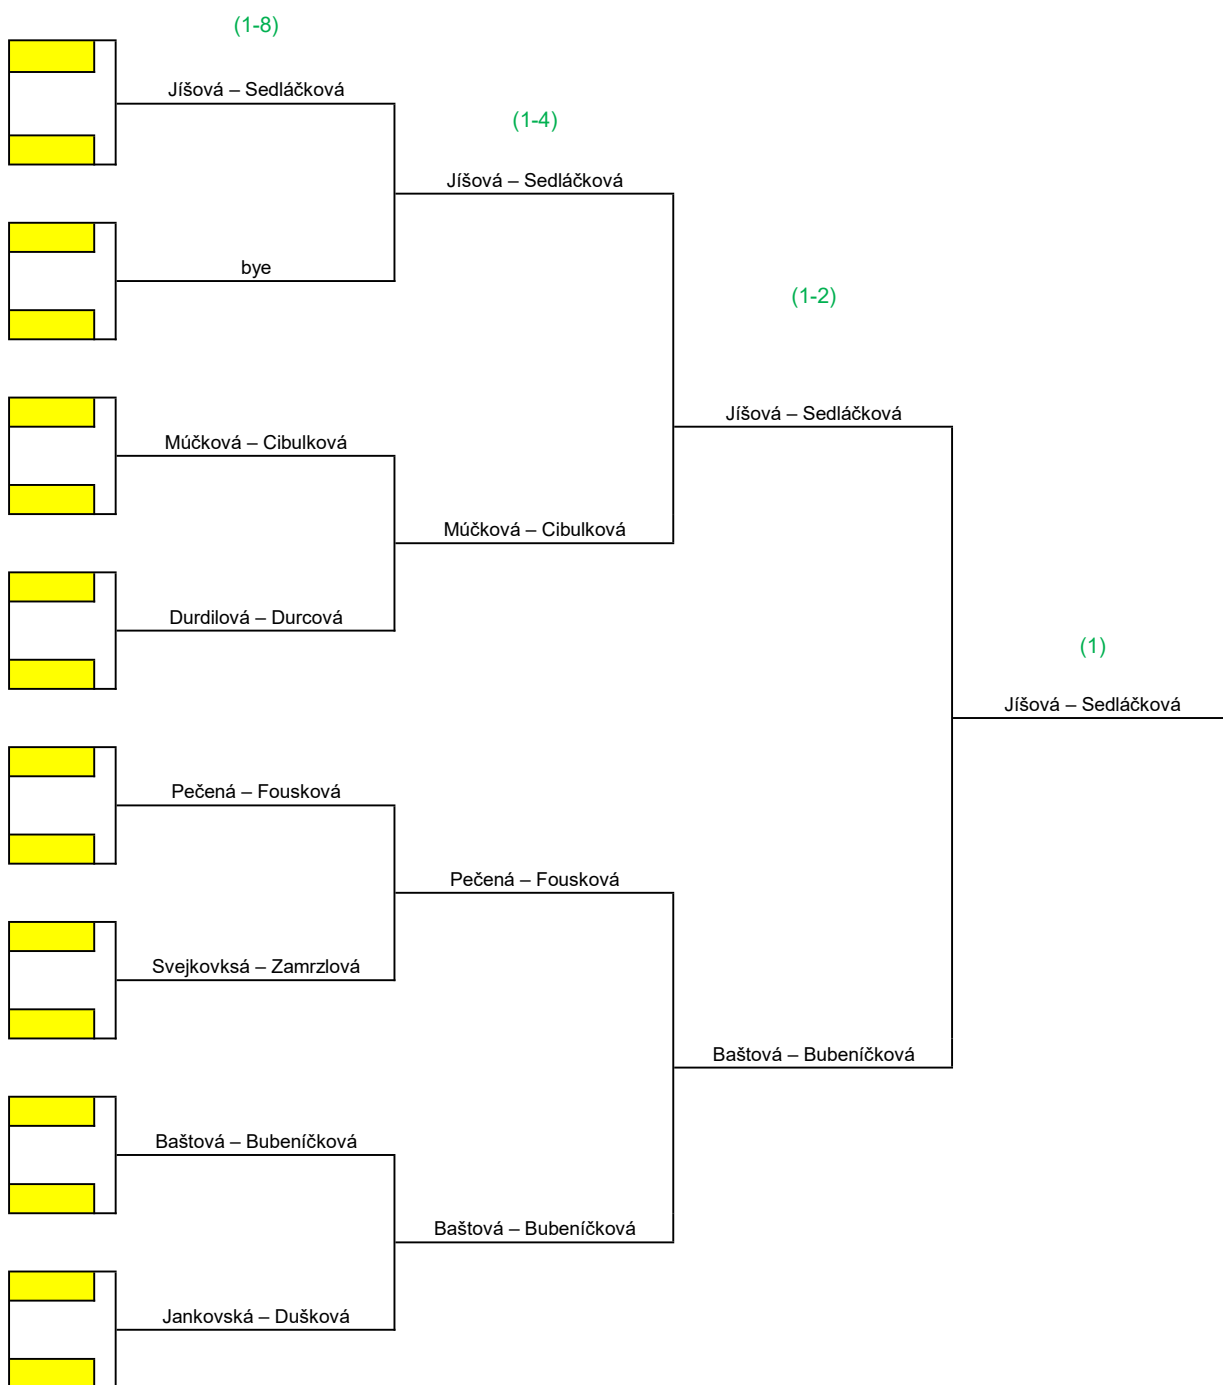 (1-8)
Jíšová – Sedláčková
(1-4)
Jíšová – Sedláčková
bye
(1-2)
Jíšová – Sedláčková
Múčková – Cibulková
Múčková – Cibulková
Durdilová – Durcová
(1)
Jíšová – Sedláčková
Pečená – Fousková
Pečená – Fousková
Svejkovksá – Zamrzlová
Baštová – Bubeníčková
Baštová – Bubeníčková
Baštová – Bubeníčková
Jankovská – Dušková